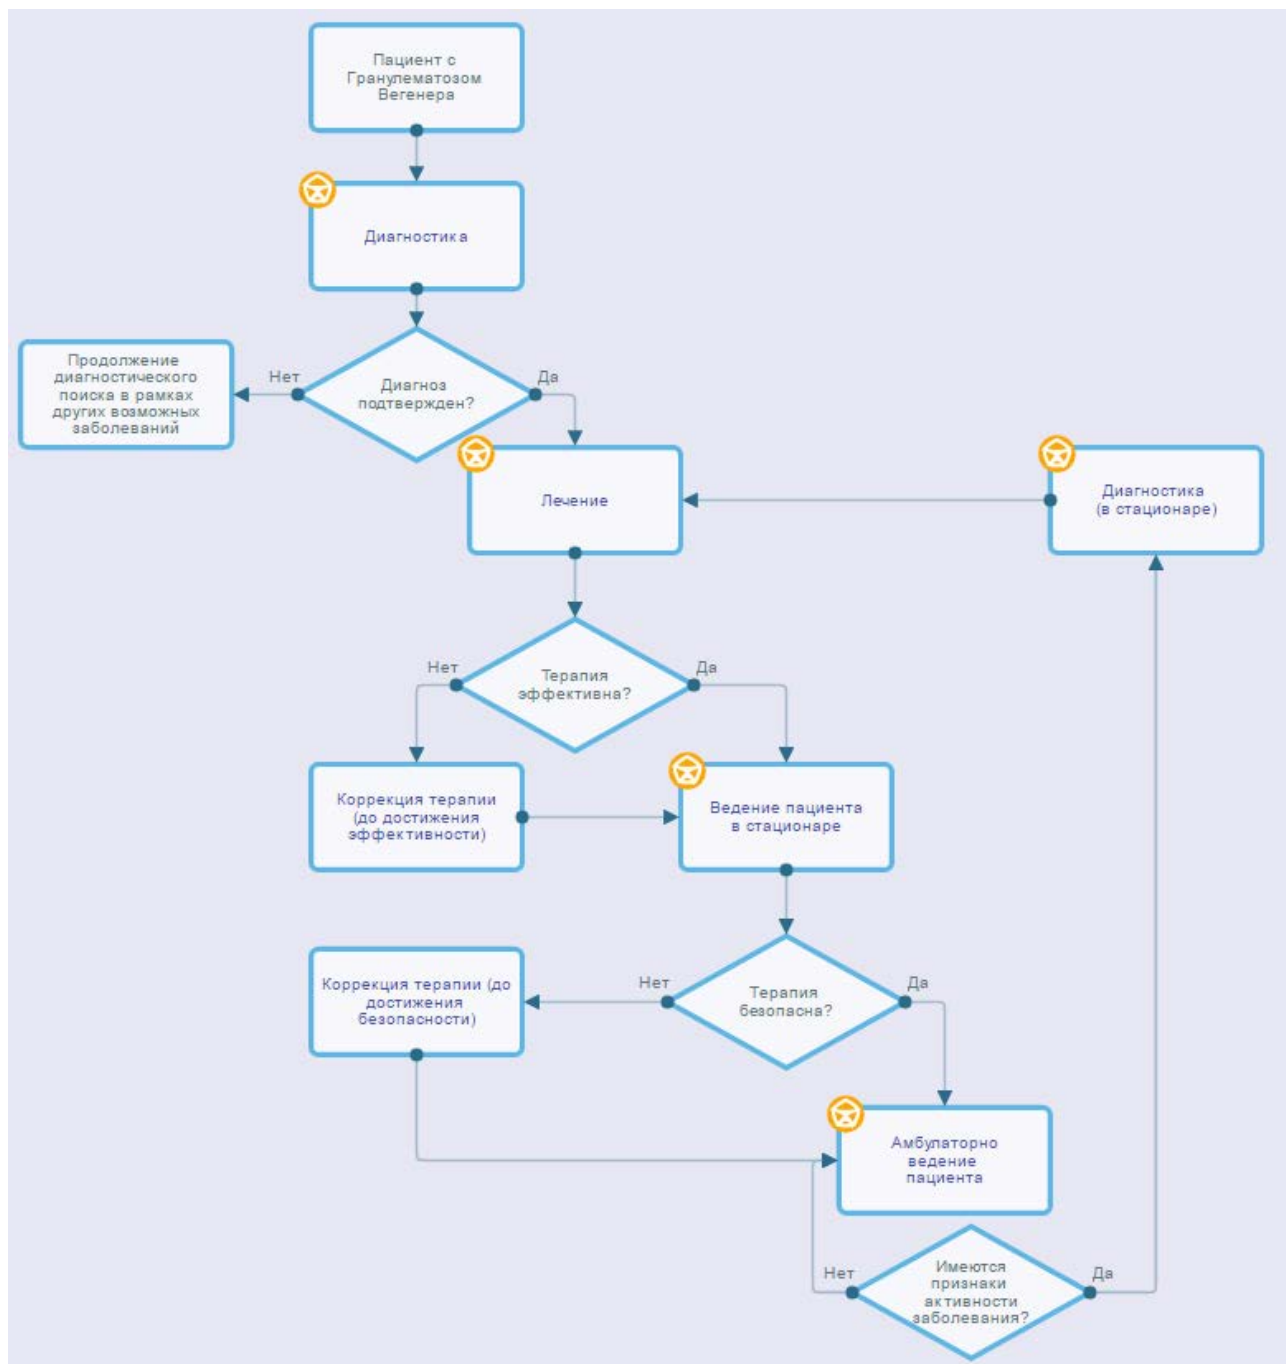 Пациент с
Гранулематозом
Вегенера
Диагностика
Диагноз
подтвержден?
Нет
Да
Продолжение
диагностического
поиска в рамках
других возможных
заболеваний
Лечение
Диагностика
(в стационаре)
Терапия
эффективна?
Нет
Да
Коррекция терапии
(до достижения
эффективности)
Ведение пациента
в стационаре
Терапия
безопасна?
Нет
Да
Коррекция терапии (до
достижения
безопасности)
Амбулаторно
ведение
пациента
Имеются
признаки
активности
заболевания?
Нет
Да